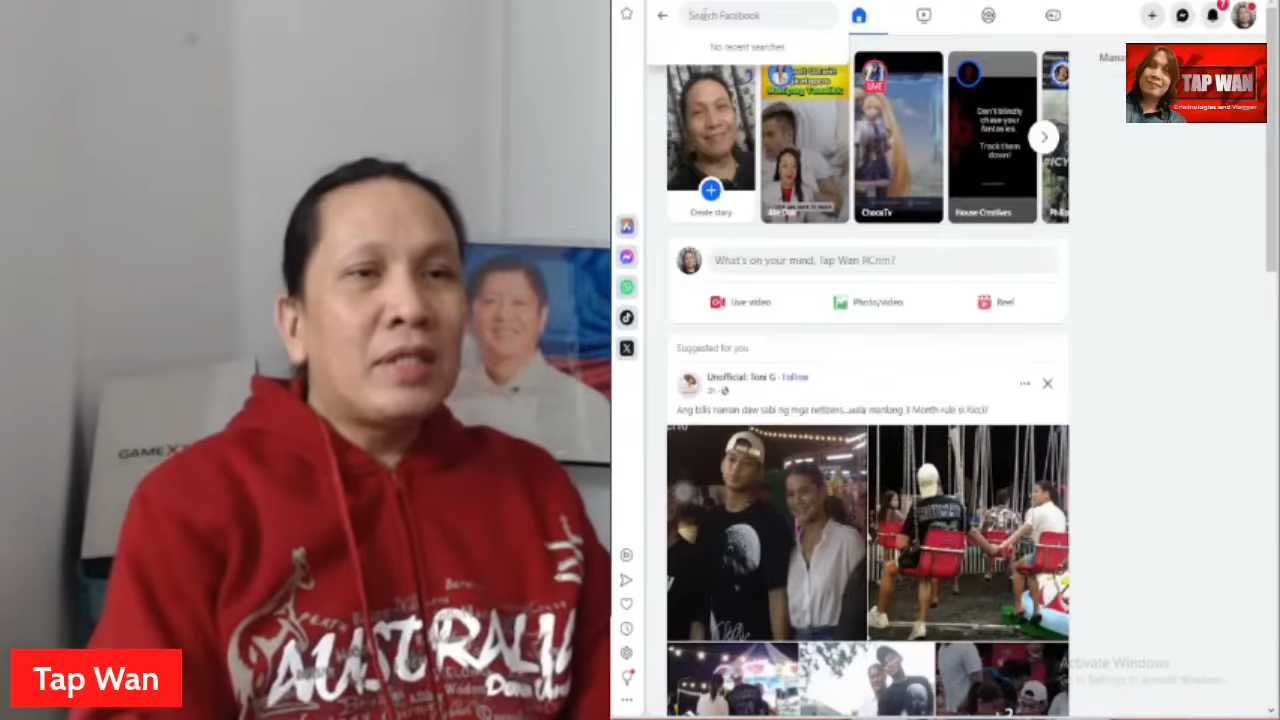 Search Facebook
No recent searches
TAP WAN
Criminologist and Vlogger
LIVE
Don't blindly
chase your
fantasies.
Track them
down!
Create story
ChocoTv
House Creatives
What's on your mind, Tap Wan RCrim?
Live video
Photo/video
Reel
Suggested for you
Unofficial: Toni G · Follow
Ang bilis naman daw sabi ng mga netizens...wala manlang 3 Month rule si Ricci?
GAMEX
AUSTRALIA
Tap Wan
Activate Windows